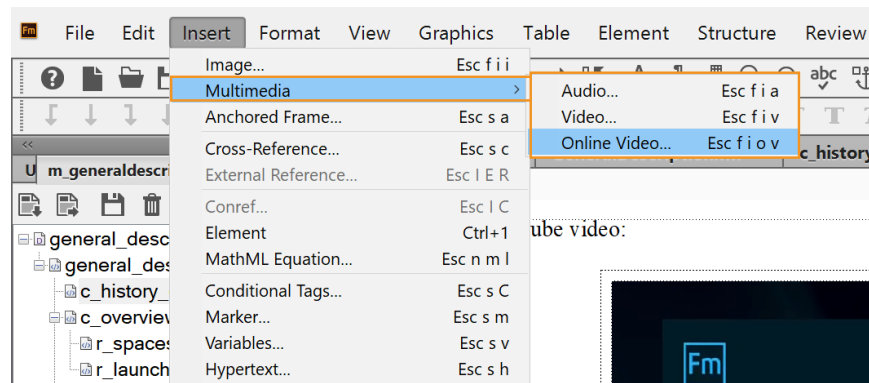 Fm File Edit Insert Format View Graphics Table Element Structure Review
Image... Esc f i i
abc
Multimedia >
Audio... Esc f i a
Anchored Frame... Esc s a
Video... Esc f i v
Cross-Reference... Esc s c
Online Video... Esc f i o v
c_history
U m_generaldescri
External Reference... Esc I E R
Conref... Esc I C
general_desc
Element Ctrl+1
ube video:
general_des
MathML Equation... Esc n m l
c_history_
Conditional Tags... Esc s C
c_overview
Marker... Esc s m
r_spaces
Variables... Esc s v
Fm
r_launch
Hypertext... Esc s h